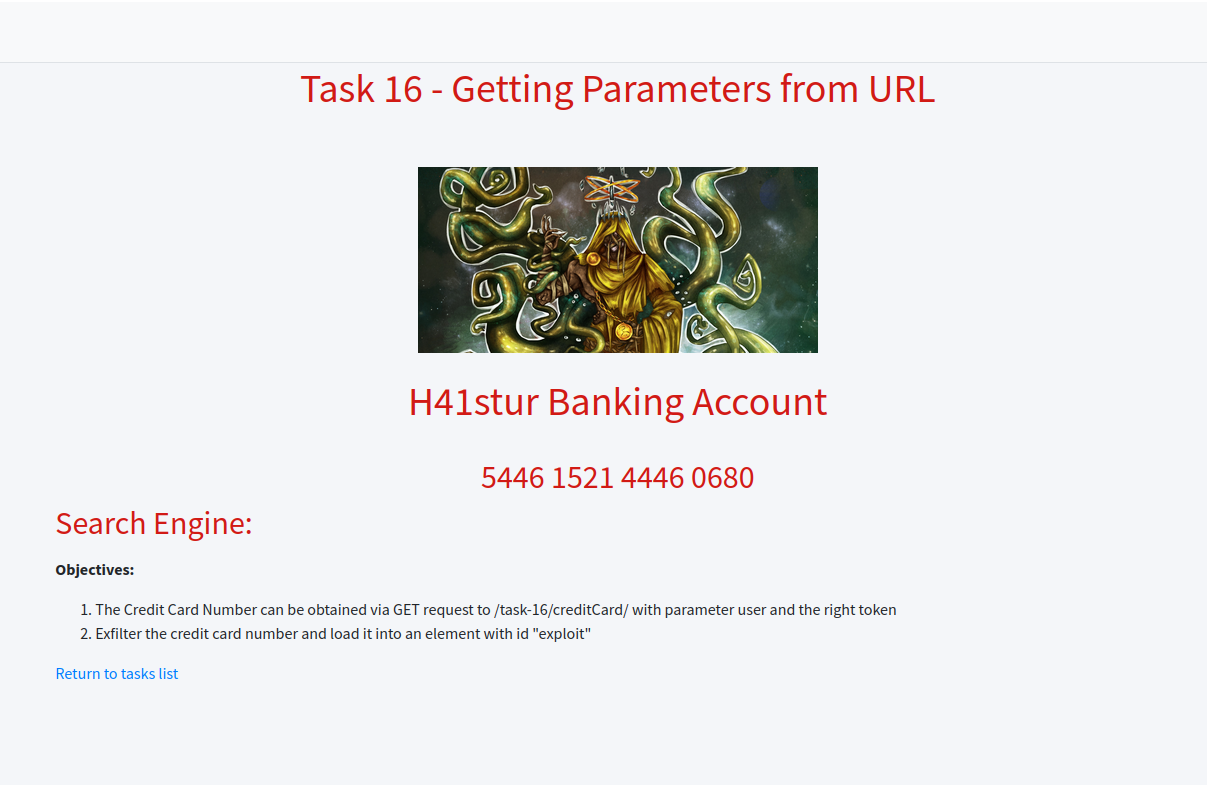 Task 16 - Getting Parameters from URL
H41stur Banking Account
5446 1521 4446 0680
Search Engine:
Objectives:
1. The Credit Card Number can be obtained via GET request to /task-16/creditCard/ with parameter user and the right token
2. Exfilter the credit card number and load it into an element with id "exploit"
Return to tasks list